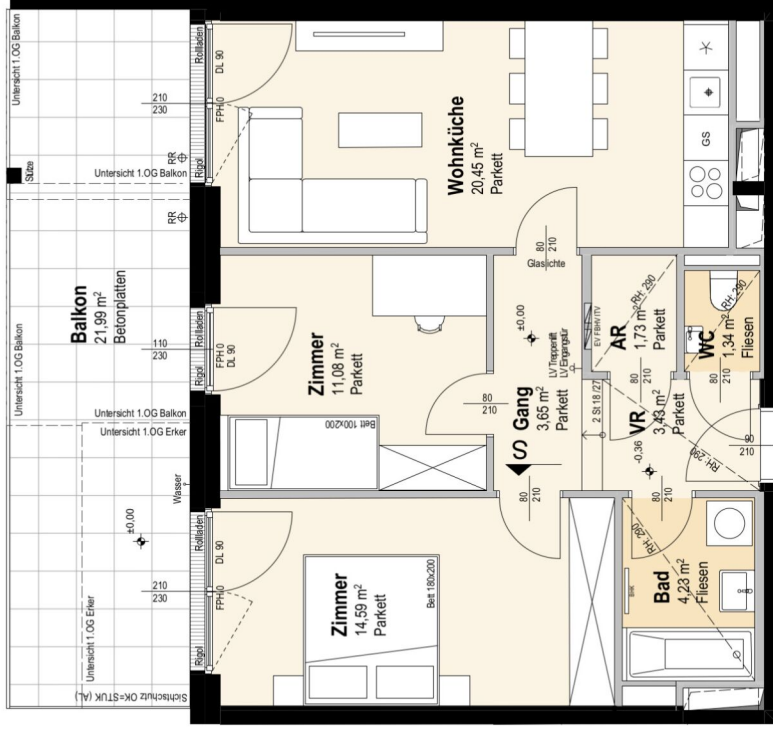 Untersicht 1.OG Balkon
Rollladen
DL 90
FPH 0
210
230
RR
Rigol
Untersicht 1.OG Balkon
Stütze
RR
Wohnküche
20,45 m²
Parkett
GS
Balkon
21,99 m²
Betonplatten
Untersicht 1.OG Balkon
Rollladen
110
230
FPH 0
DL 90
Rigol
Zimmer
11,08 m²
Parkett
Bett 100x200
80
210
Glaslichte
±0,00
LV Treppenlift
LV Eingangstür
EV FBHV ITV
AR
1,73 m²
Parkett
RH: 290
WC
1,34 m²
Fliesen
RH: 290
80
210
80
210
80
210
Gang
3,65 m²
Parkett
S
2 St 18 /27
VR
3,43 m²
Parkett
-0,36
RH: 290
90
210
Untersicht 1.OG Balkon
Untersicht 1.OG Erker
Wasser
±0,00
Rollladen
DL 90
210
230
FPH 0
Rigol
Untersicht 1.OG Erker
Sichtschutz OK=STUK (AL)
Zimmer
14,59 m²
Parkett
Bett 180x200
80
210
80
210
RH: 290
Bad
4,23 m²
Fliesen